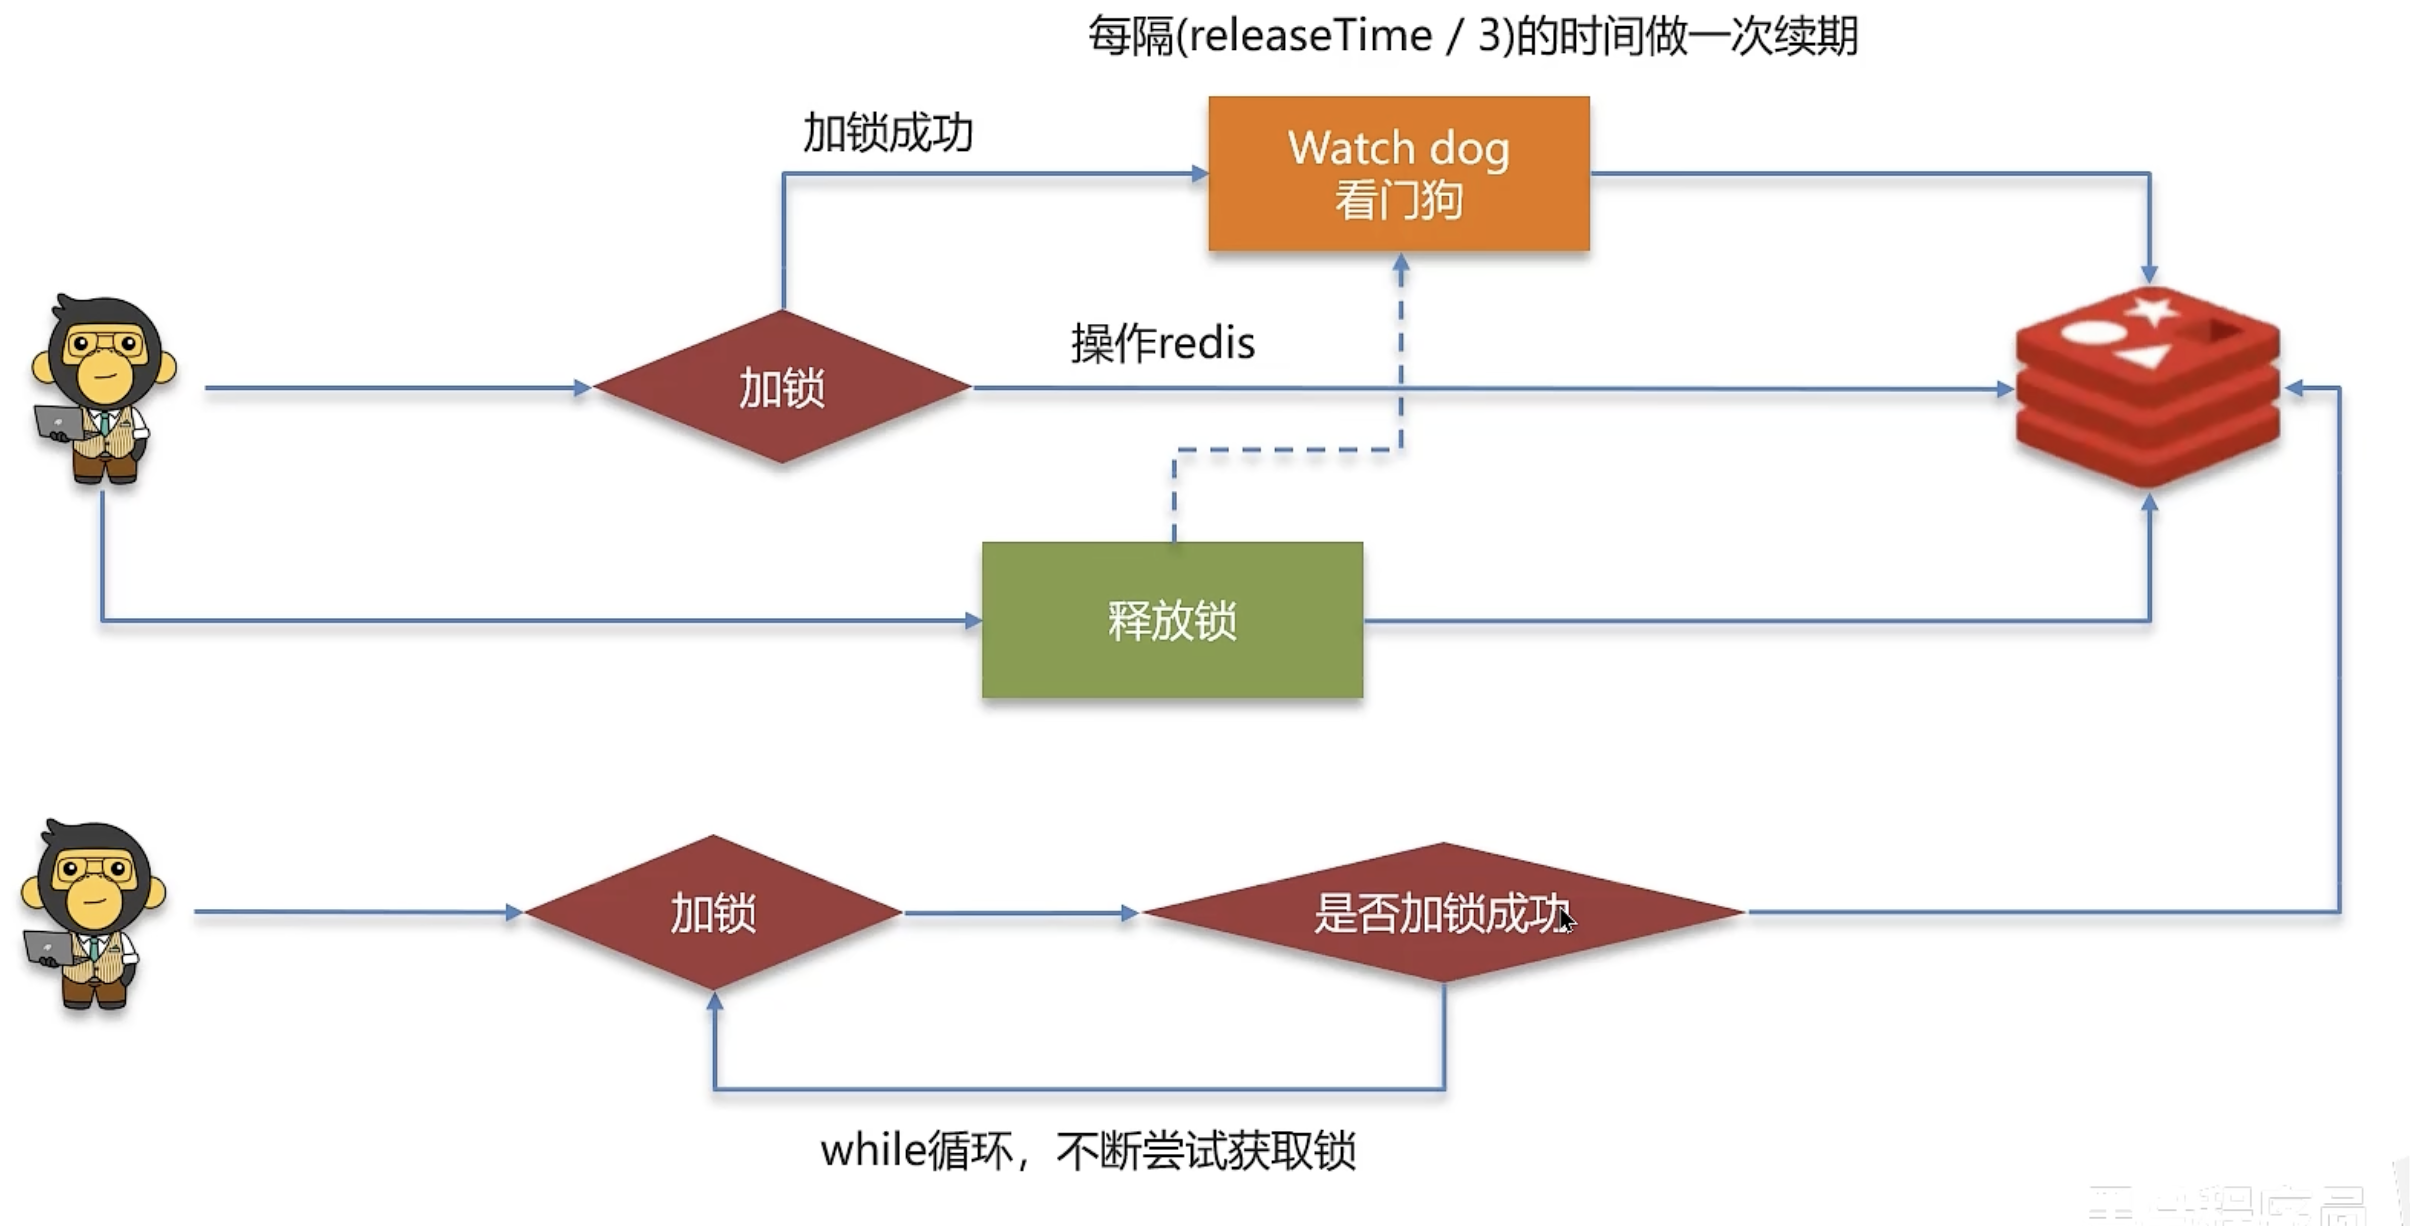 每隔(releaseTime / 3)的时间做一次续期
加锁成功
Watch dog
看门狗
操作redis
加锁
释放锁
加锁
是否加锁成功
while循环，不断尝试获取锁